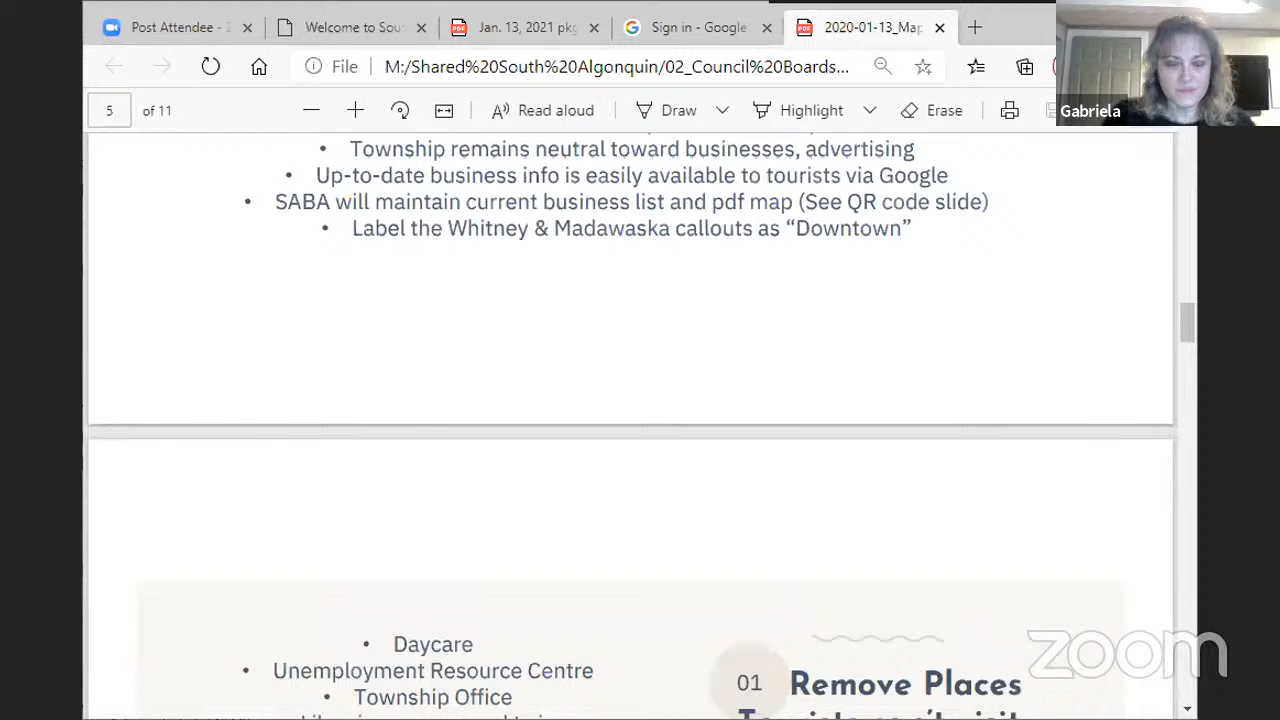 Post Attendee - Z
Welcome to Sou
Jan. 13, 2021 pkg
Sign in - Google
2020-01-13_Map
File
M:/Shared%20South%20Algonquin/02_Council%20Boards...
5 of 11
Read aloud
Draw
Highlight
Erase
Gabriela
• Township remains neutral toward businesses, advertising
• Up-to-date business info is easily available to tourists via Google
• SABA will maintain current business list and pdf map (See QR code slide)
• Label the Whitney & Madawaska callouts as “Downtown”
• Daycare
• Unemployment Resource Centre
• Township Office
01 Remove Places
zoom